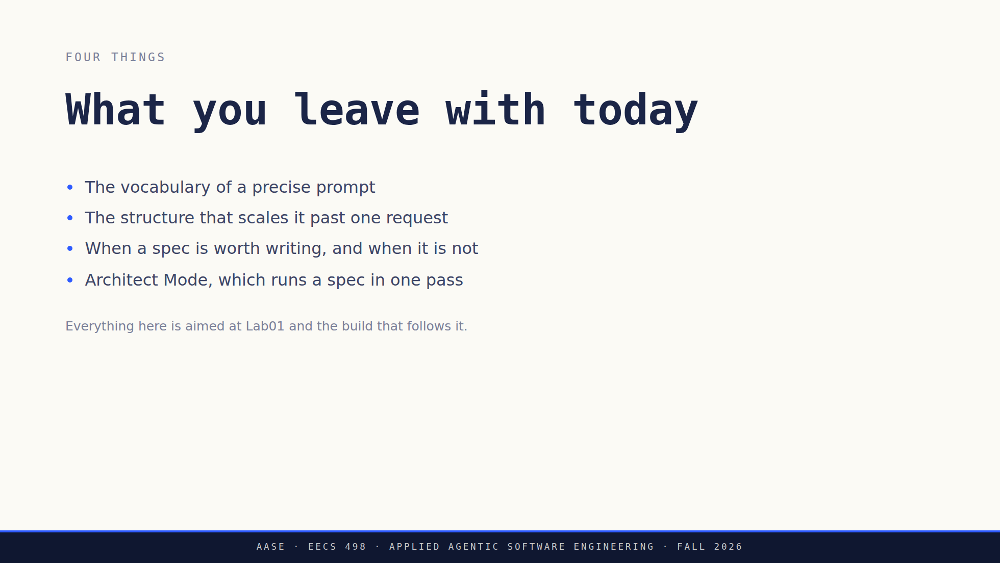 FOUR THINGS
What you leave with today
• The vocabulary of a precise prompt
• The structure that scales it past one request
• When a spec is worth writing, and when it is not
• Architect Mode, which runs a spec in one pass
Everything here is aimed at Lab01 and the build that follows it.
AASE · EECS 498 · APPLIED AGENTIC SOFTWARE ENGINEERING · FALL 2026